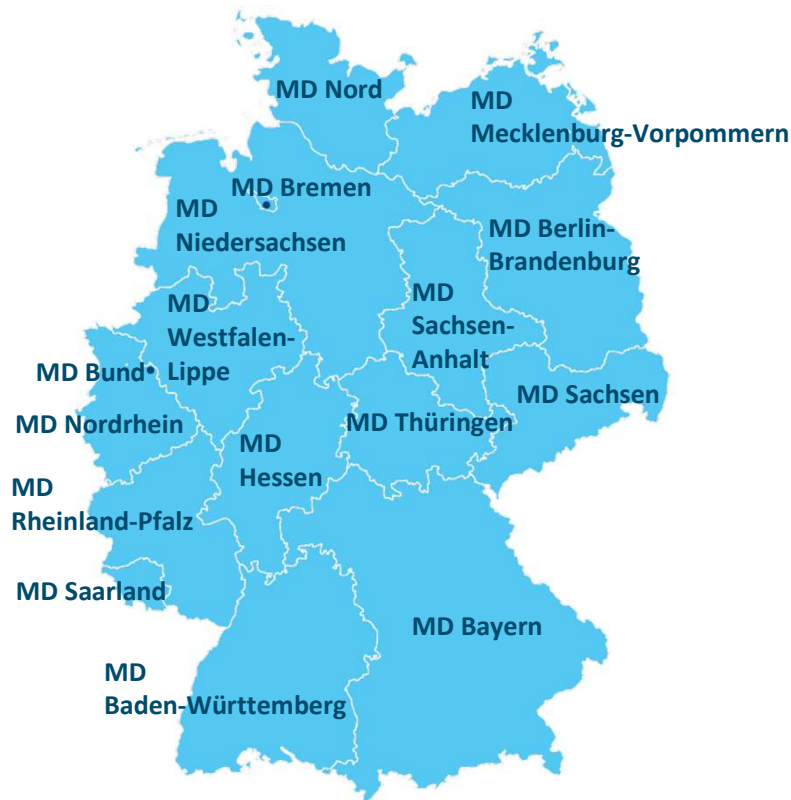 MD Nord
MD
Mecklenburg-Vorpommern
MD Bremen
MD
Niedersachsen
MD Berlin-
Brandenburg
MD
Westfalen-
Lippe
MD
Sachsen-
Anhalt
MD Bund
MD Sachsen
MD Nordrhein
MD Thüringen
MD
Hessen
MD
Rheinland-Pfalz
MD Saarland
MD Bayern
MD
Baden-Württemberg